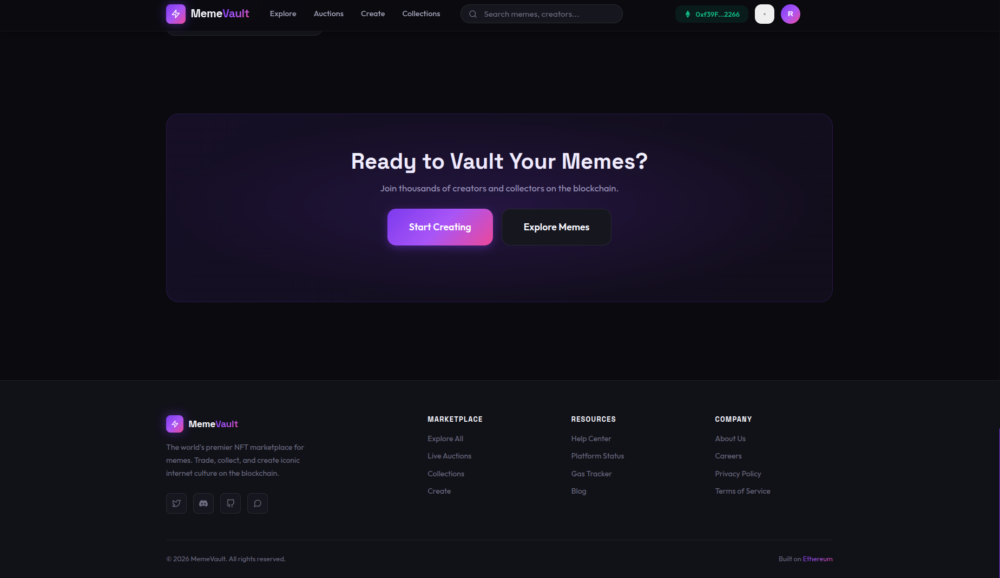 MemeVault
Explore
Auctions
Create
Collections
Search memes, creators...
0xf39F...2266
R
Ready to Vault Your Memes?
Join thousands of creators and collectors on the blockchain.
Start Creating
Explore Memes
MemeVault
The world's premier NFT marketplace for
memes. Trade, collect, and create iconic
internet culture on the blockchain.
MARKETPLACE
Explore All
Live Auctions
Collections
Create
RESOURCES
Help Center
Platform Status
Gas Tracker
Blog
COMPANY
About Us
Careers
Privacy Policy
Terms of Service
© 2026 MemeVault. All rights reserved.
Built on Ethereum